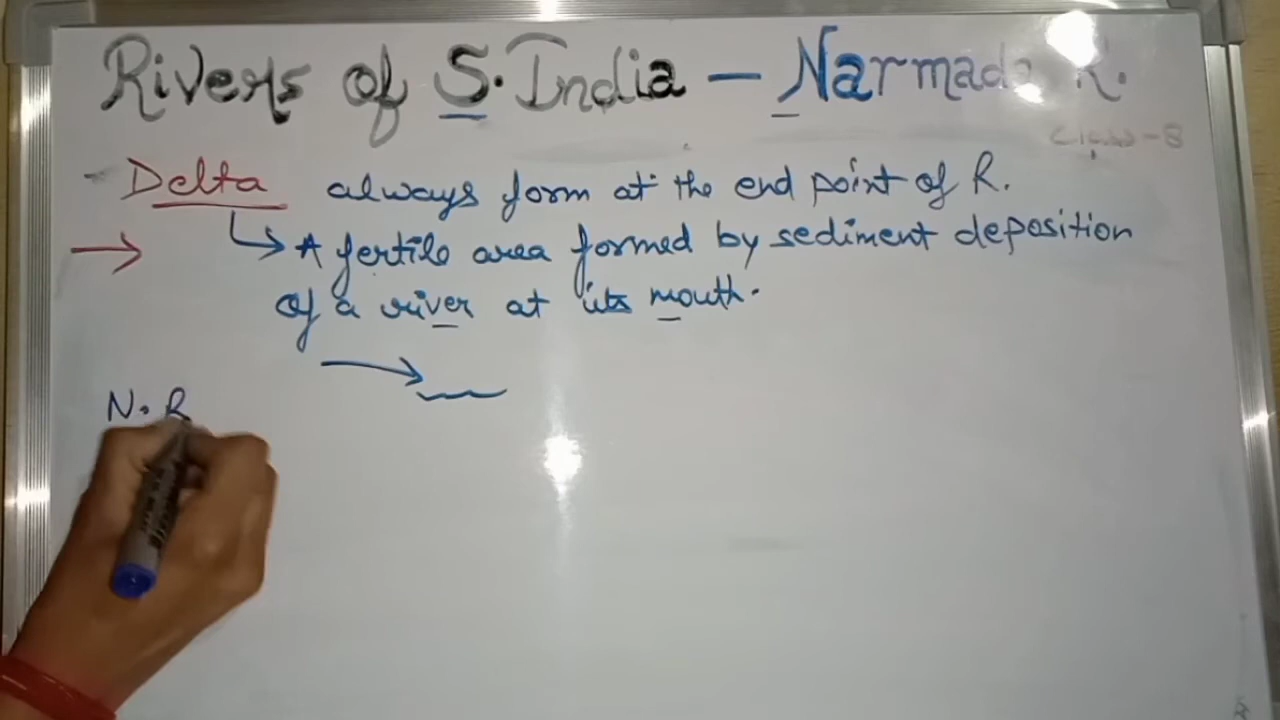 Rivers of S. India - Narmada R.
Class-8
Delta always form at the end point of R.
→ ↳ A fertile area formed by sediment deposition
of a river at its mouth.
N. R